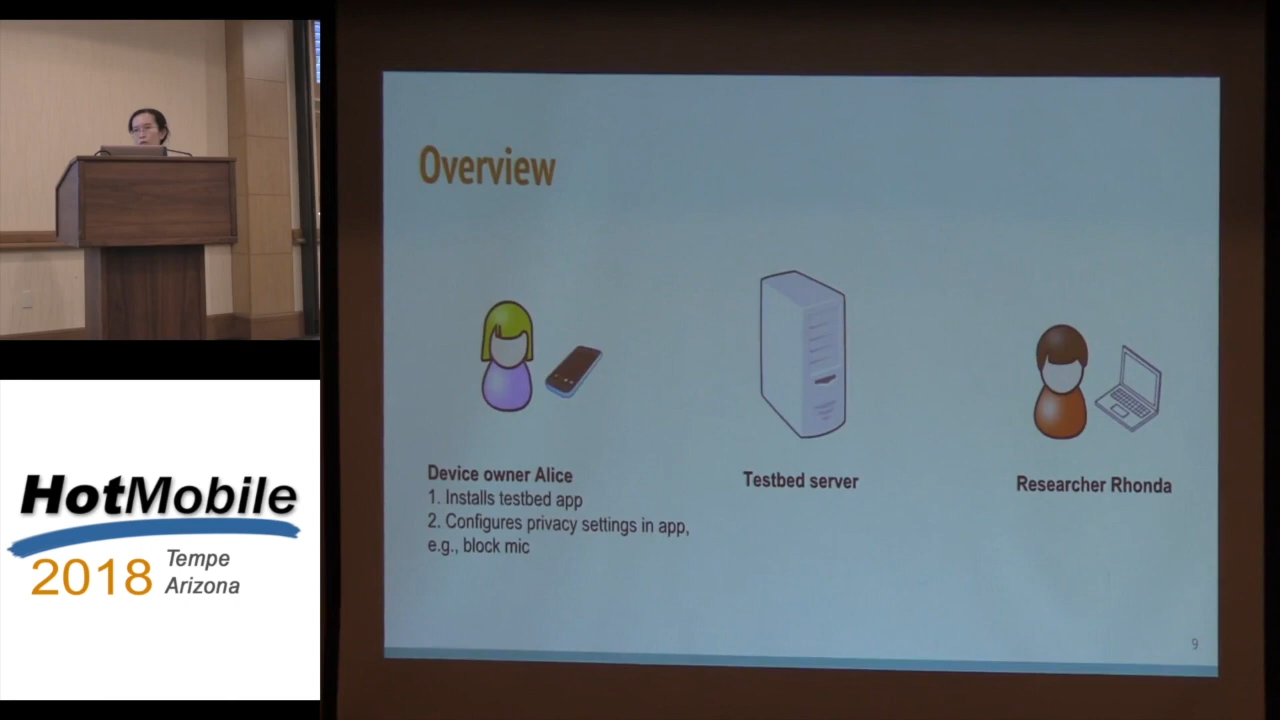 Overview
Device owner Alice
1. Installs testbed app
2. Configures privacy settings in app,
e.g., block mic
Testbed server
Researcher Rhonda
9
HotMobile
2018
Tempe
Arizona